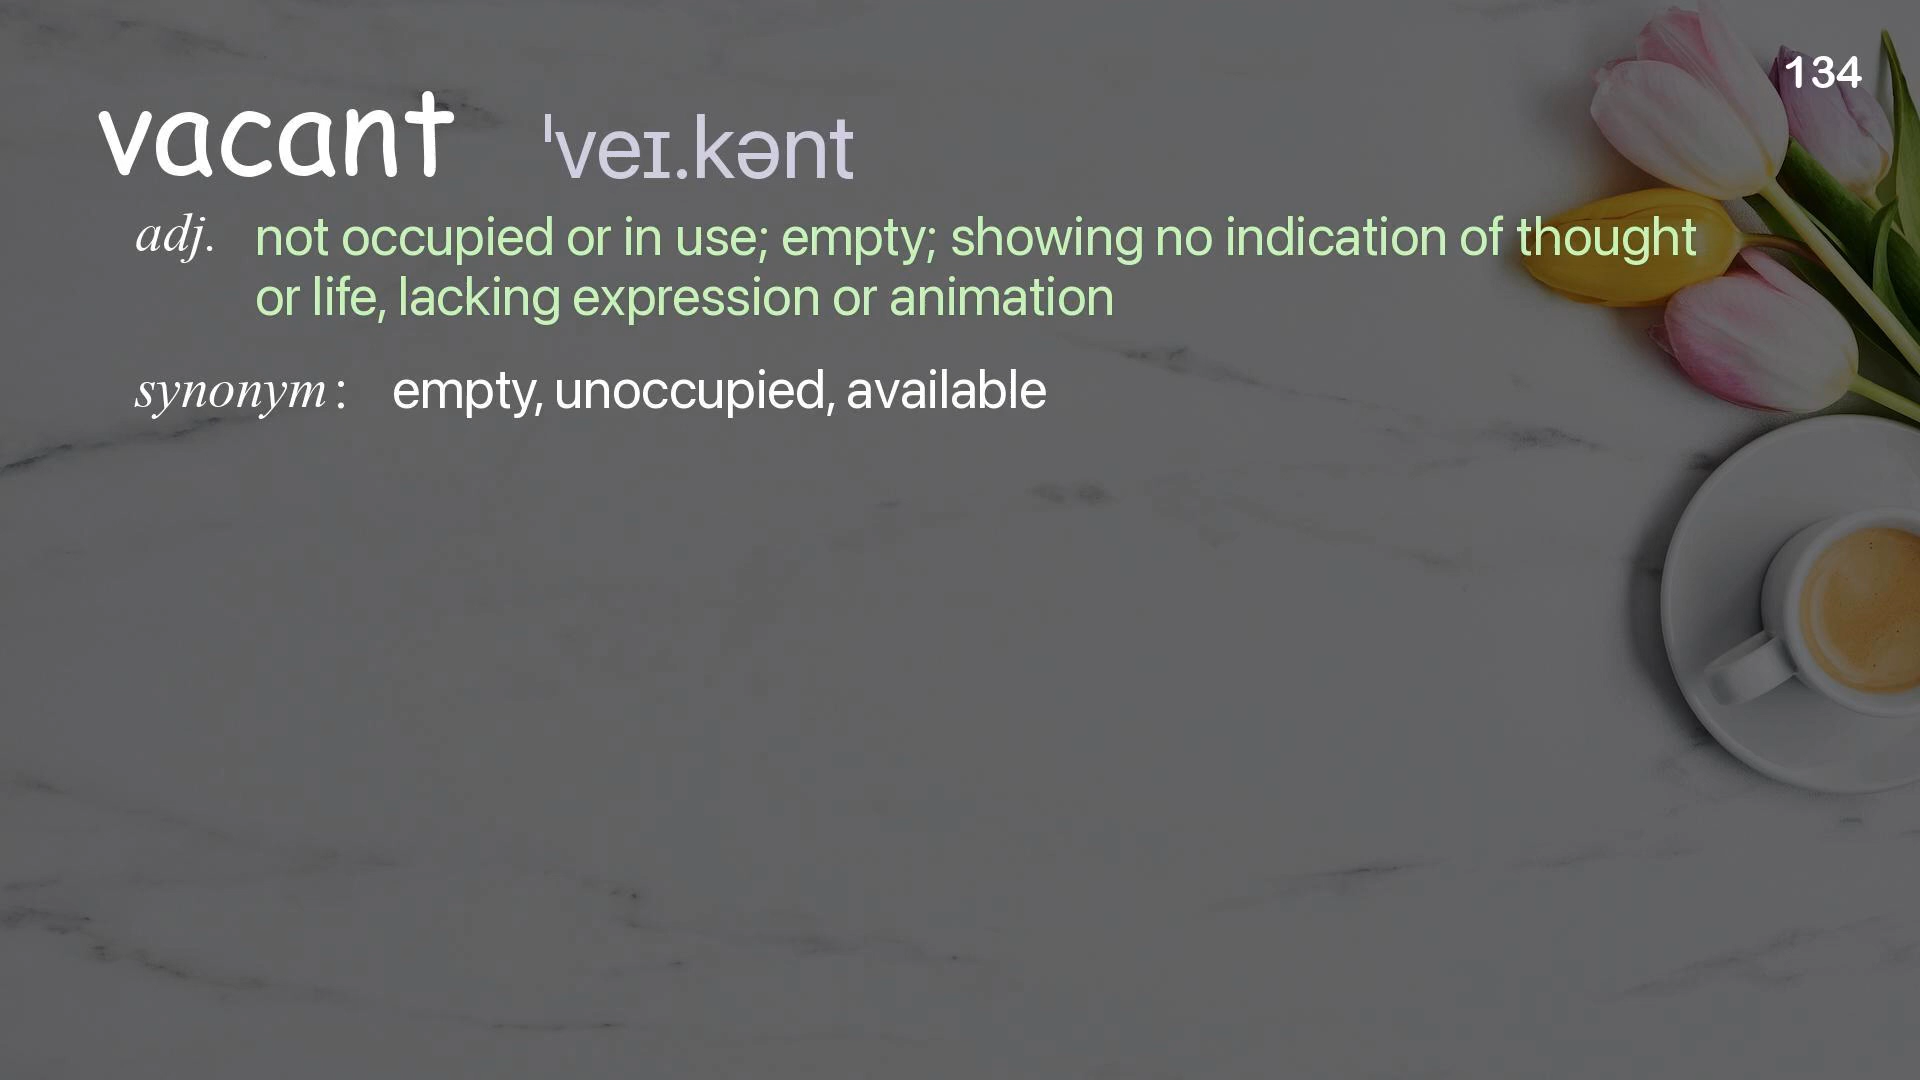 134
vacant ˈveɪ.kənt
adj. not occupied or in use; empty; showing no indication of thought
or life, lacking expression or animation
synonym: empty, unoccupied, available